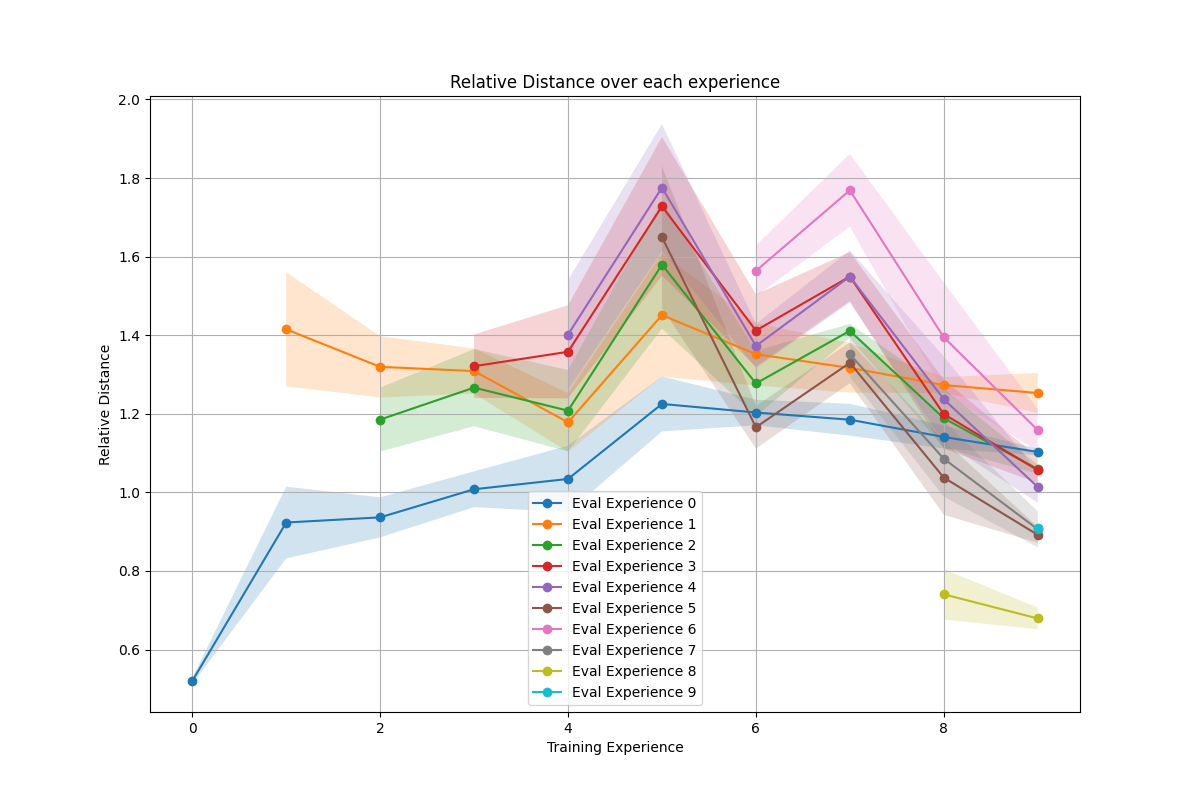 Relative Distance over each experience
2.0
1.8
1.6
1.4
1.2
1.0
0.8
0.6
Relative Distance
Eval Experience 0
Eval Experience 1
Eval Experience 2
Eval Experience 3
Eval Experience 4
Eval Experience 5
Eval Experience 6
Eval Experience 7
Eval Experience 8
Eval Experience 9
0 2 4 6 8
Training Experience